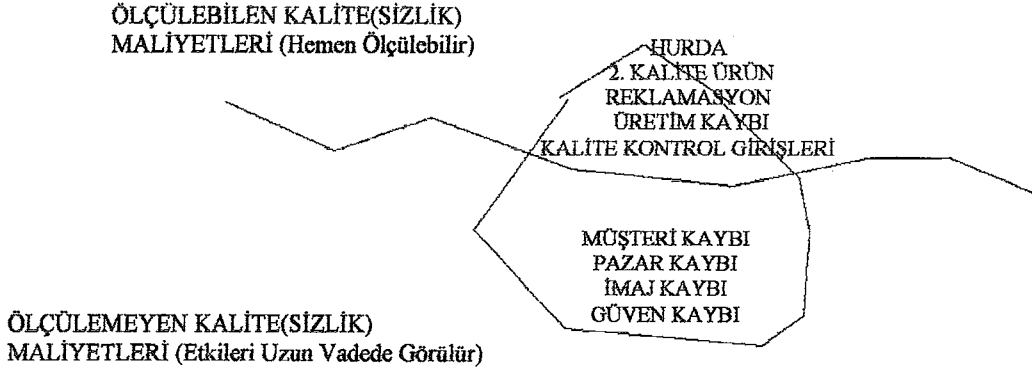 ÖLÇÜLEBİLEN KALİTE(SİZLİK)
MALİYETLERİ (Hemen Ölçülebilir)
HURDA
2. KALİTE ÜRÜN
REKLAMASYON
ÜRETİM KAYBI
KALİTE KONTROL GİRİŞLERİ
MÜŞTERİ KAYBI
PAZAR KAYBI
İMAJ KAYBI
GÜVEN KAYBI
ÖLÇÜLEMEYEN KALİTE(SİZLİK)
MALİYETLERİ (Etkileri Uzun Vadede Görülür)